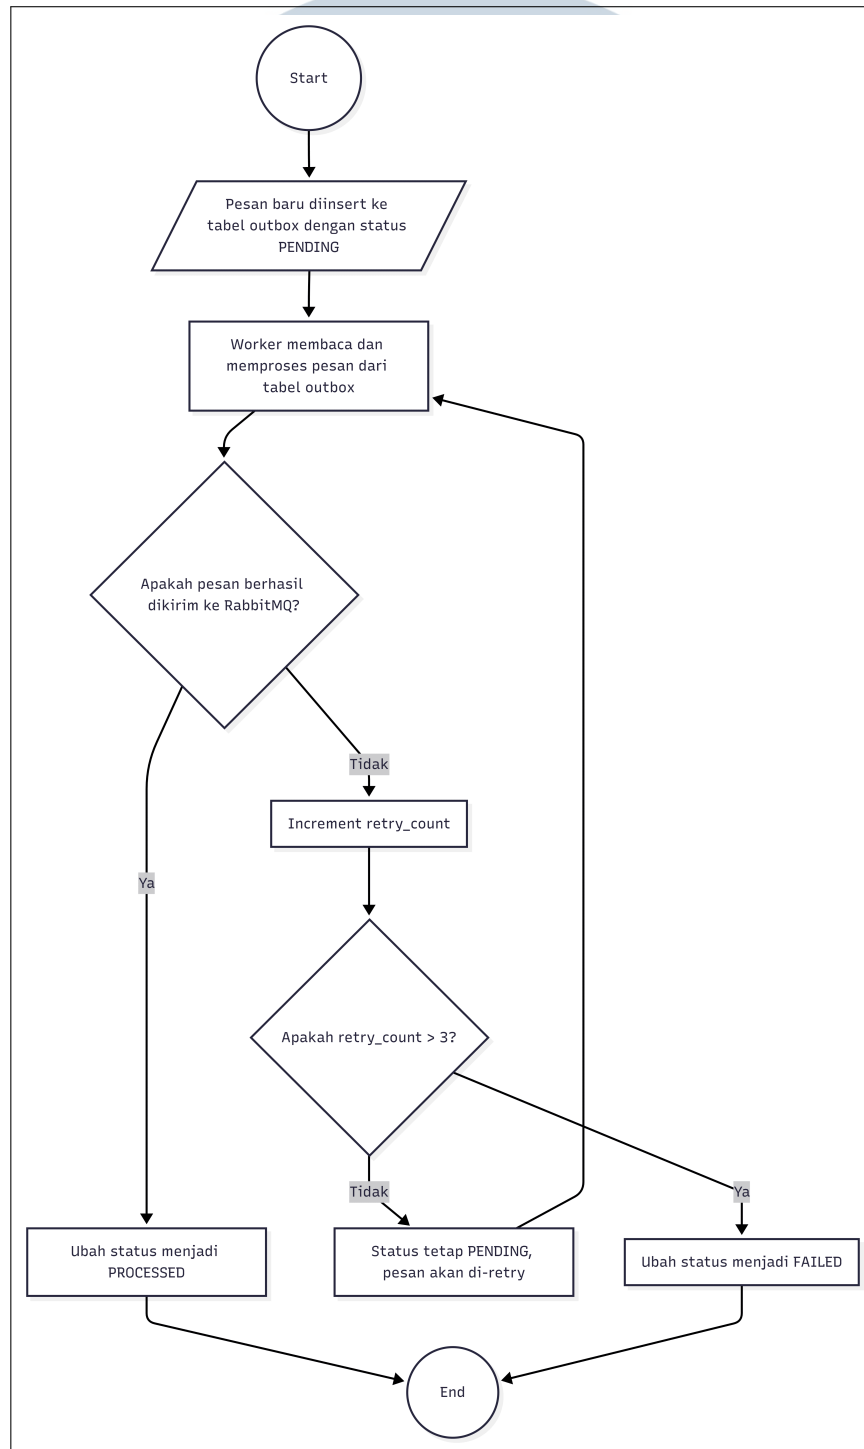 Start
Pesan baru diinsert ke
tabel outbox dengan status
PENDING
Worker membaca dan
memproses pesan dari
tabel outbox
Apakah pesan berhasil
dikirim ke RabbitMQ?
Tidak
Increment retry_count
Ya
Apakah retry_count > 3?
Tidak
Ya
Ubah status menjadi
PROCESSED
Status tetap PENDING,
pesan akan di-retry
Ubah status menjadi FAILED
End